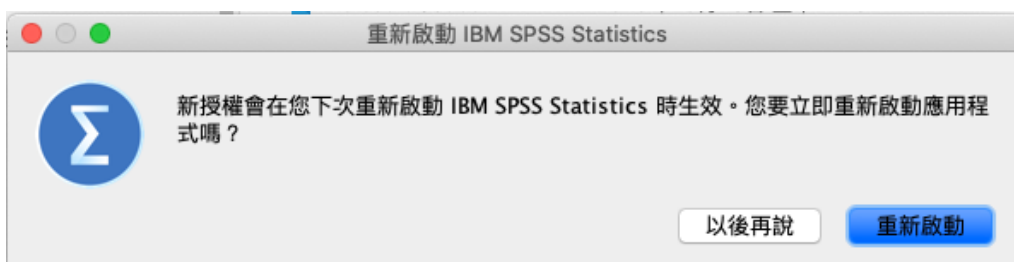 重新啟動 IBM SPSS Statistics
新授權會在您下次重新啟動 IBM SPSS Statistics 時生效。您要立即重新啟動應用程
式嗎？
以後再說
重新啟動